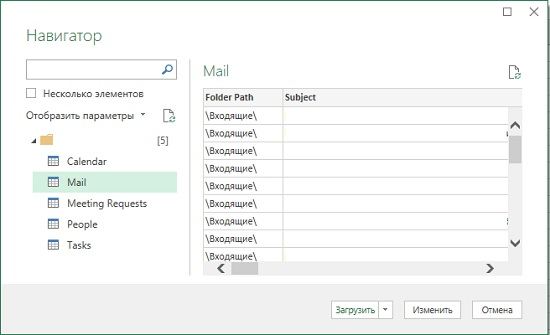 Навигатор
Несколько элементов
Отобразить параметры
[5]
Calendar
Mail
Meeting Requests
People
Tasks
Mail
Folder Path Subject
\Входящие\
\Входящие\
\Входящие\
\Входящие\
\Входящие\
\Входящие\
\Входящие\
\Входящие\
Загрузить Изменить Отмена